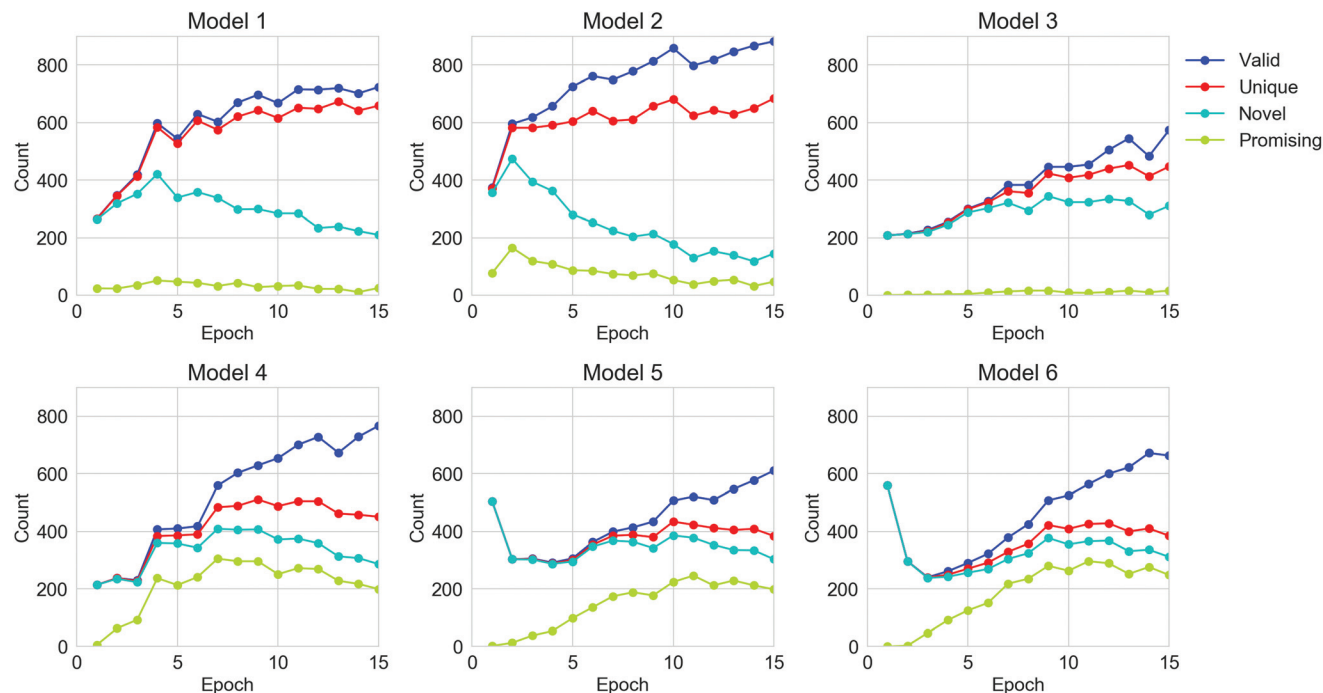 Model 1
800
600
400
200
0
Count
0 5 10 15
Epoch
Model 2
800
600
400
200
0
Count
0 5 10 15
Epoch
Model 3
800
600
400
200
0
Count
0 5 10 15
Epoch
Valid
Unique
Novel
Promising
Model 4
800
600
400
200
0
Count
0 5 10 15
Epoch
Model 5
800
600
400
200
0
Count
0 5 10 15
Epoch
Model 6
800
600
400
200
0
Count
0 5 10 15
Epoch